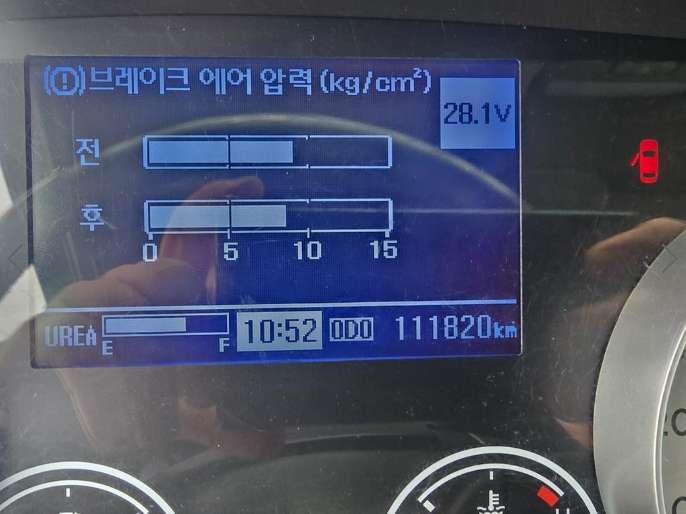 (!)브레이크 에어 압력 (kg/cm²)
28.1V
전
후
0 5 10 15
UREA E F 10:52 ODO 111820km